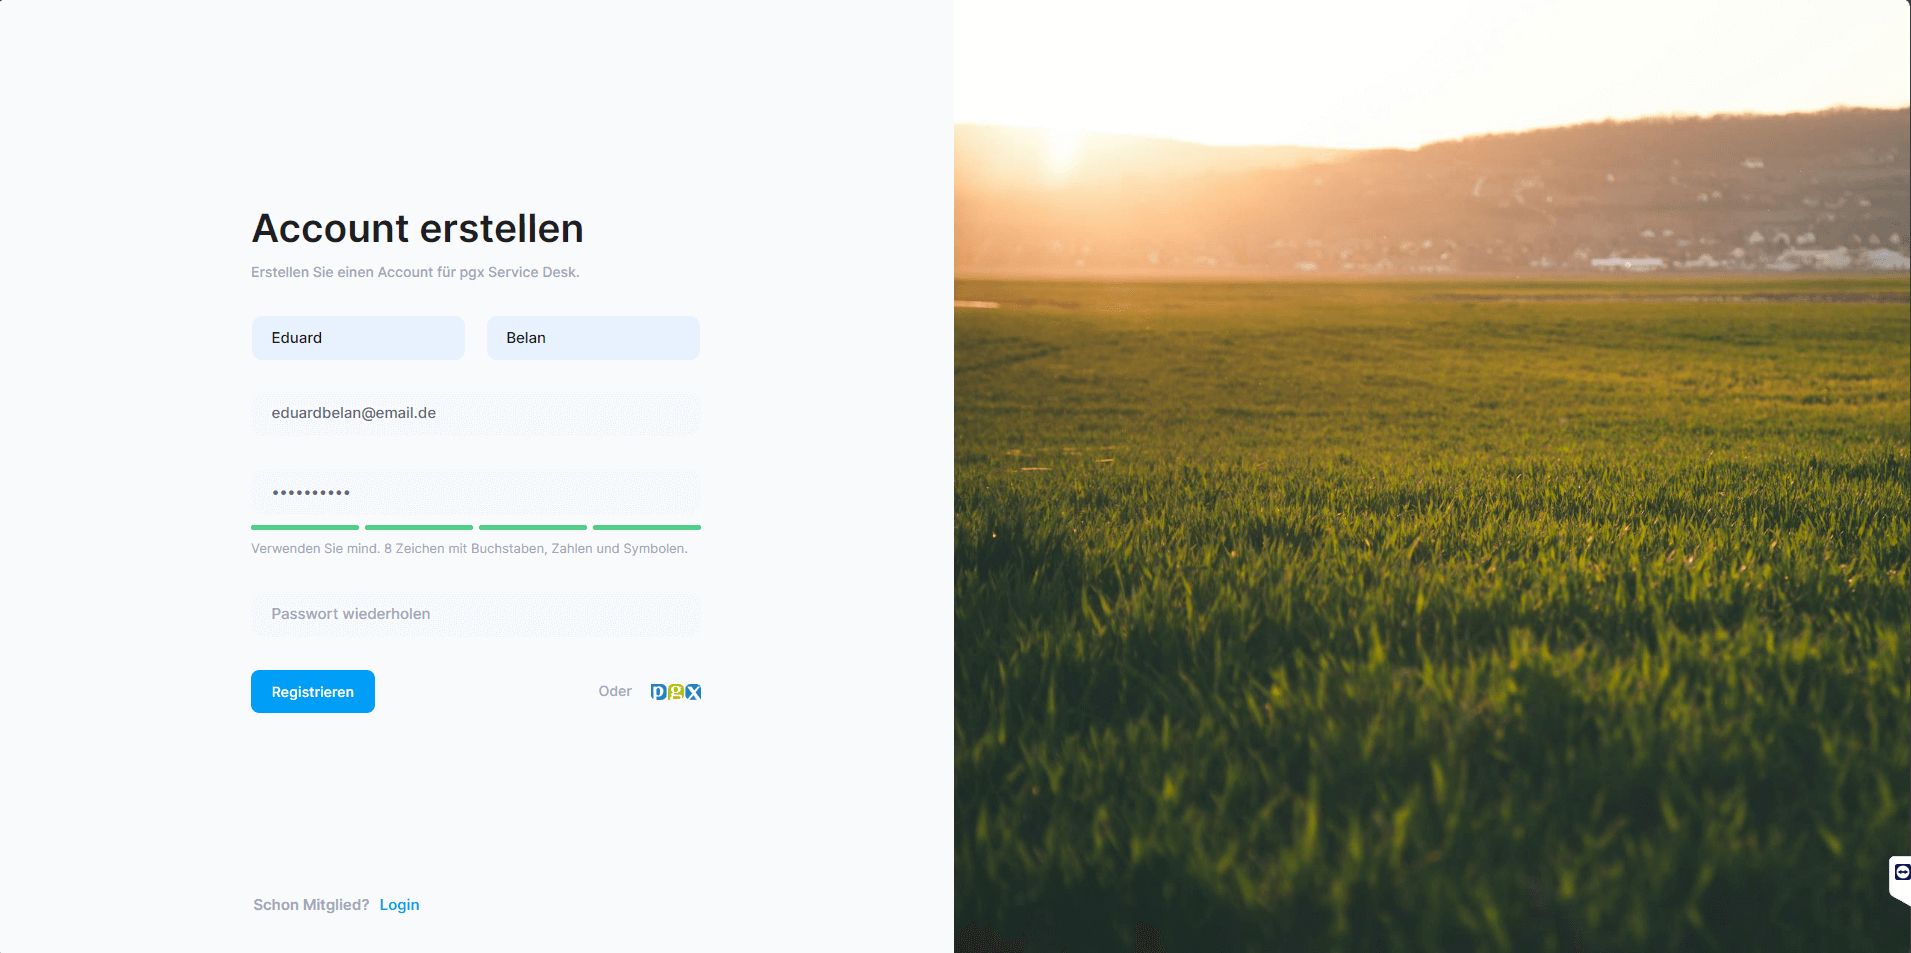 Account erstellen
Erstellen Sie einen Account für pgx Service Desk.
Eduard Belan
eduardbelan@email.de
••••••••••
Verwenden Sie mind. 8 Zeichen mit Buchstaben, Zahlen und Symbolen.
Passwort wiederholen
Registrieren Oder pgx
Schon Mitglied? Login